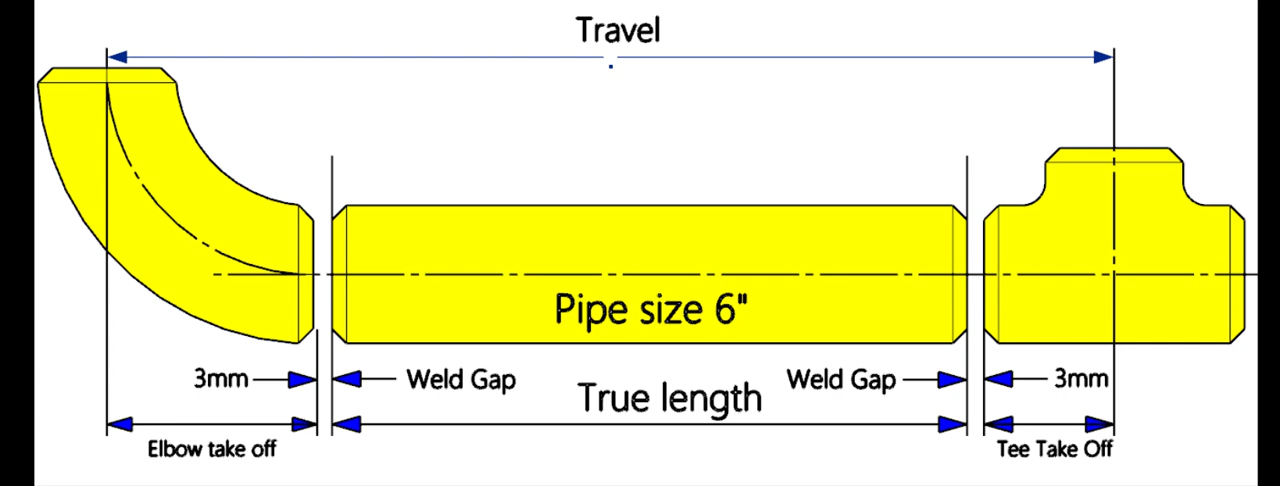 Travel
Pipe size 6"
3mm
Weld Gap
Weld Gap
3mm
True length
Elbow take off
Tee Take Off